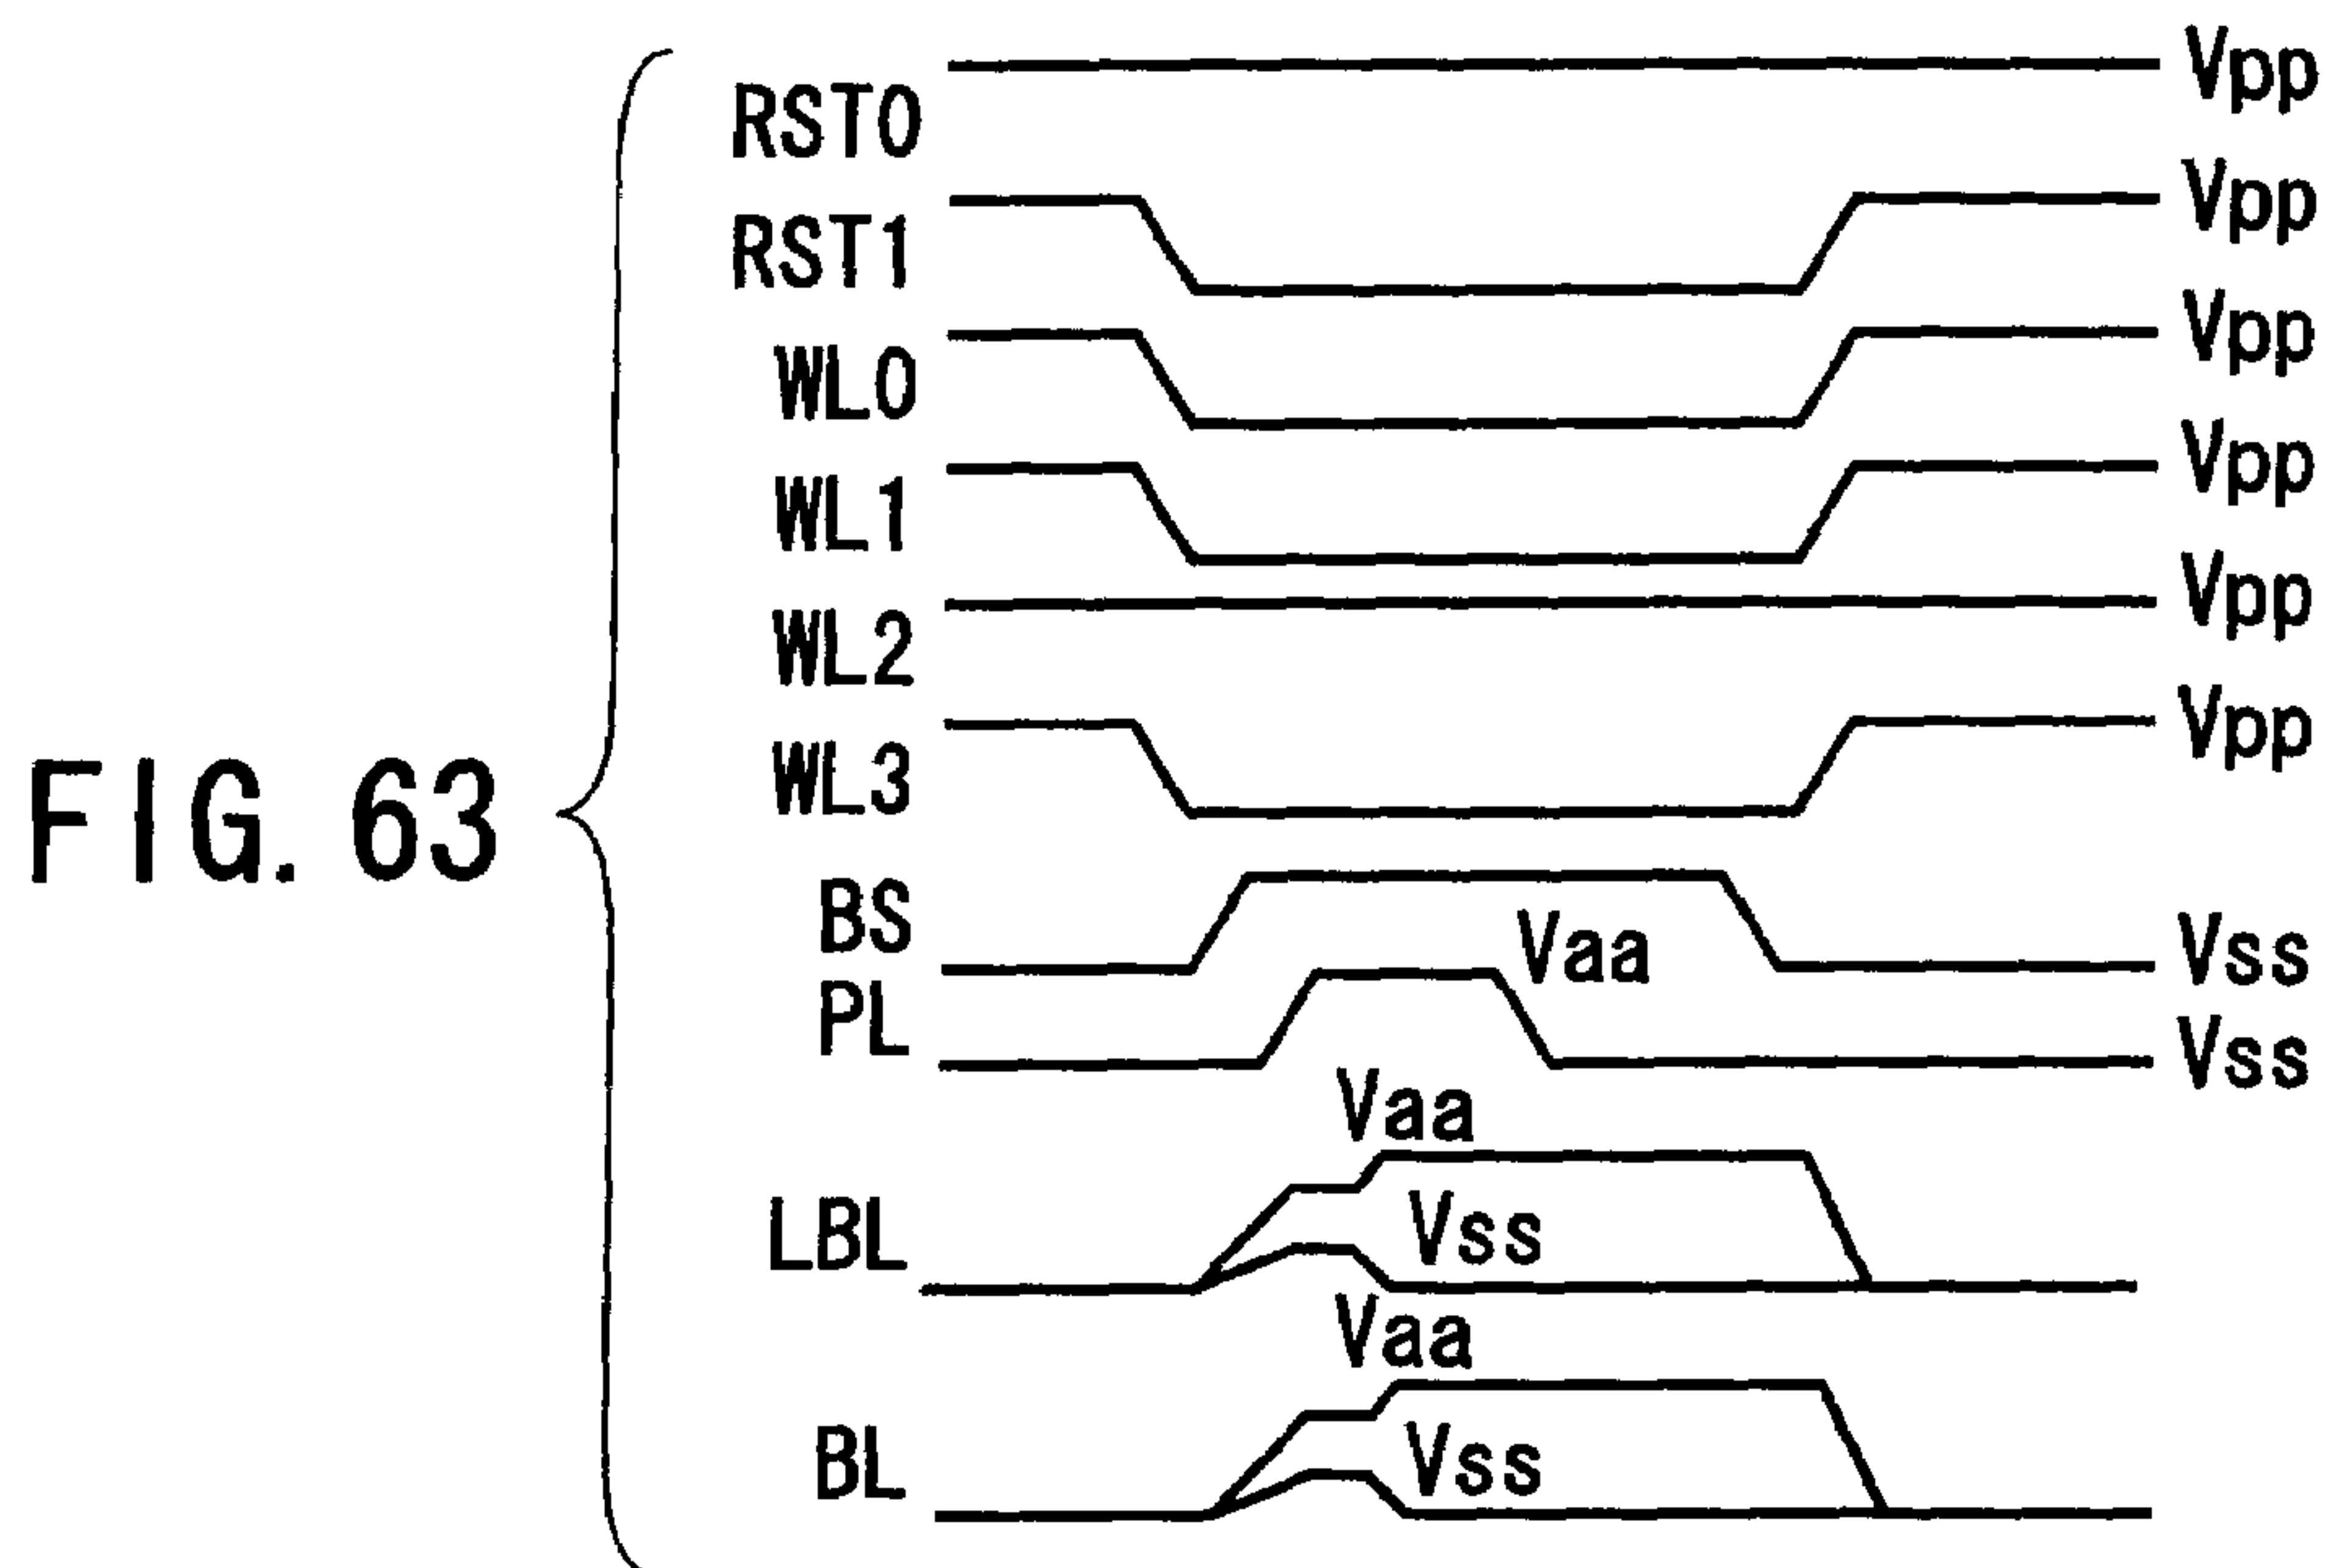 FIG. 63
RST0 Vpp
RST1 Vpp
WL0 Vpp
WL1 Vpp
WL2 Vpp
WL3 Vpp
BS Vss
PL Vaa Vss
LBL Vaa Vss
BL Vaa Vss